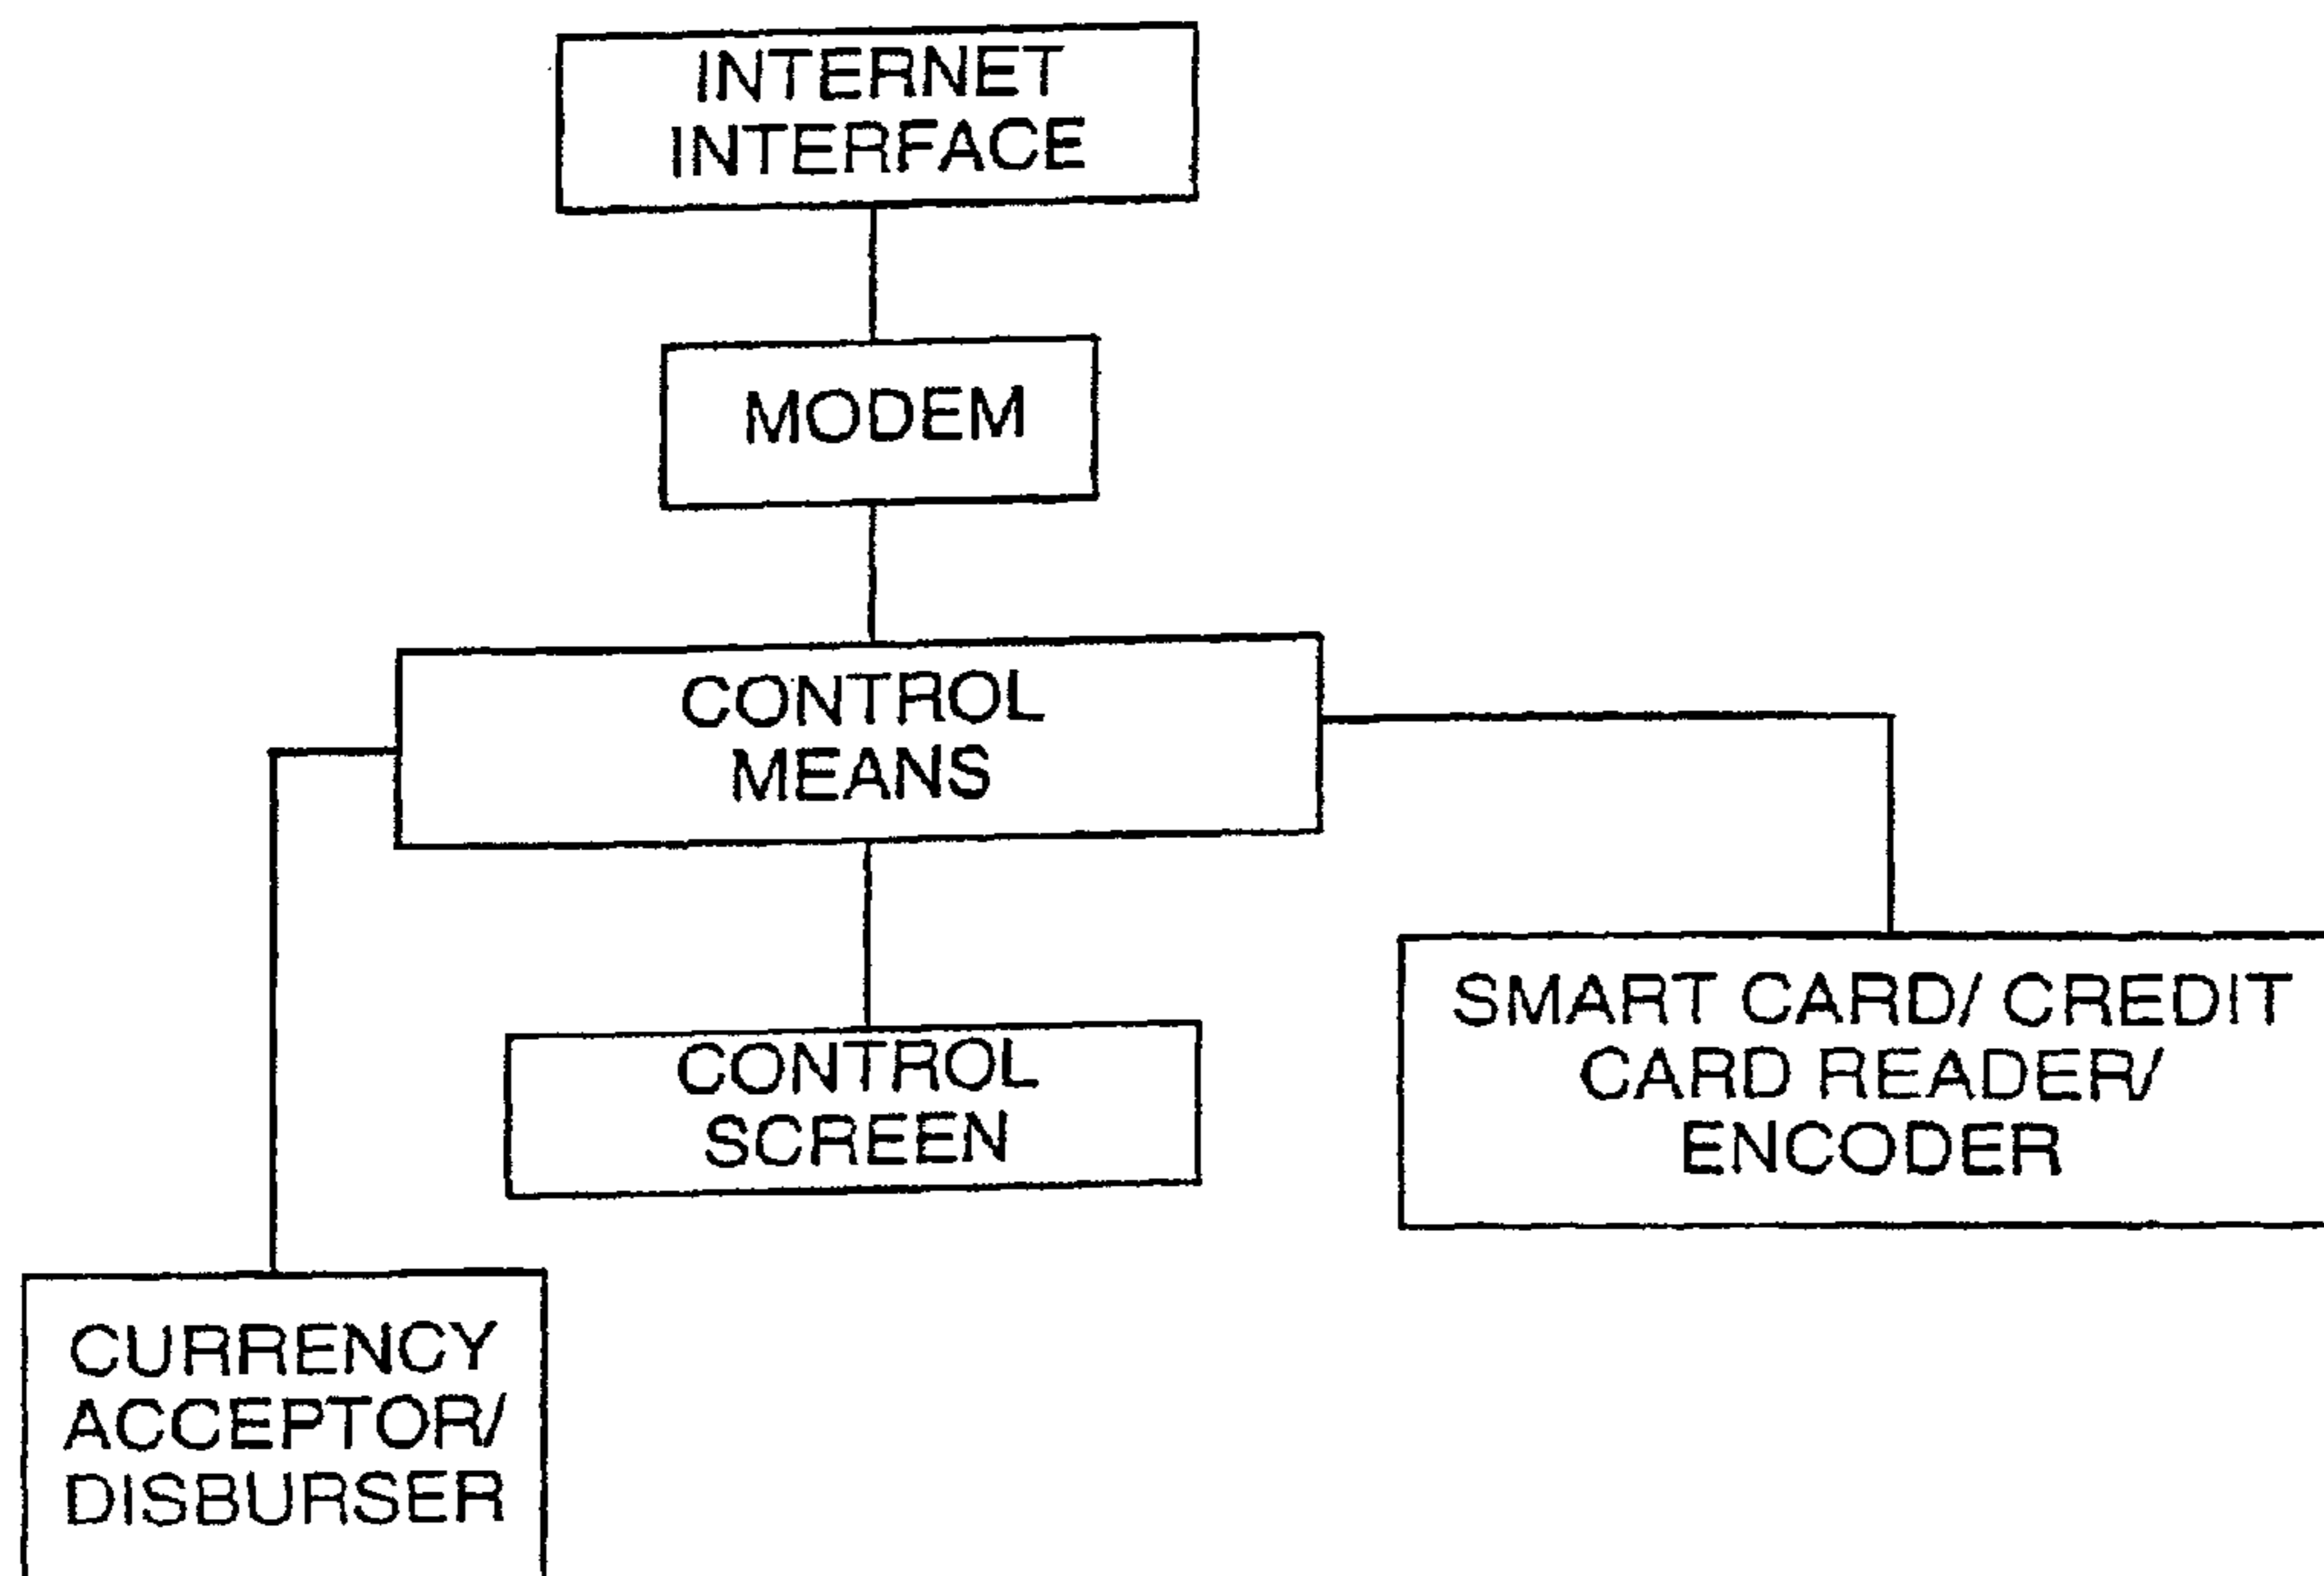 INTERNET
INTERFACE
MODEM
CONTROL
MEANS
CONTROL
SCREEN
SMART CARD/ CREDIT
CARD READER/
ENCODER
CURRENCY
ACCEPTOR/
DISBURSER